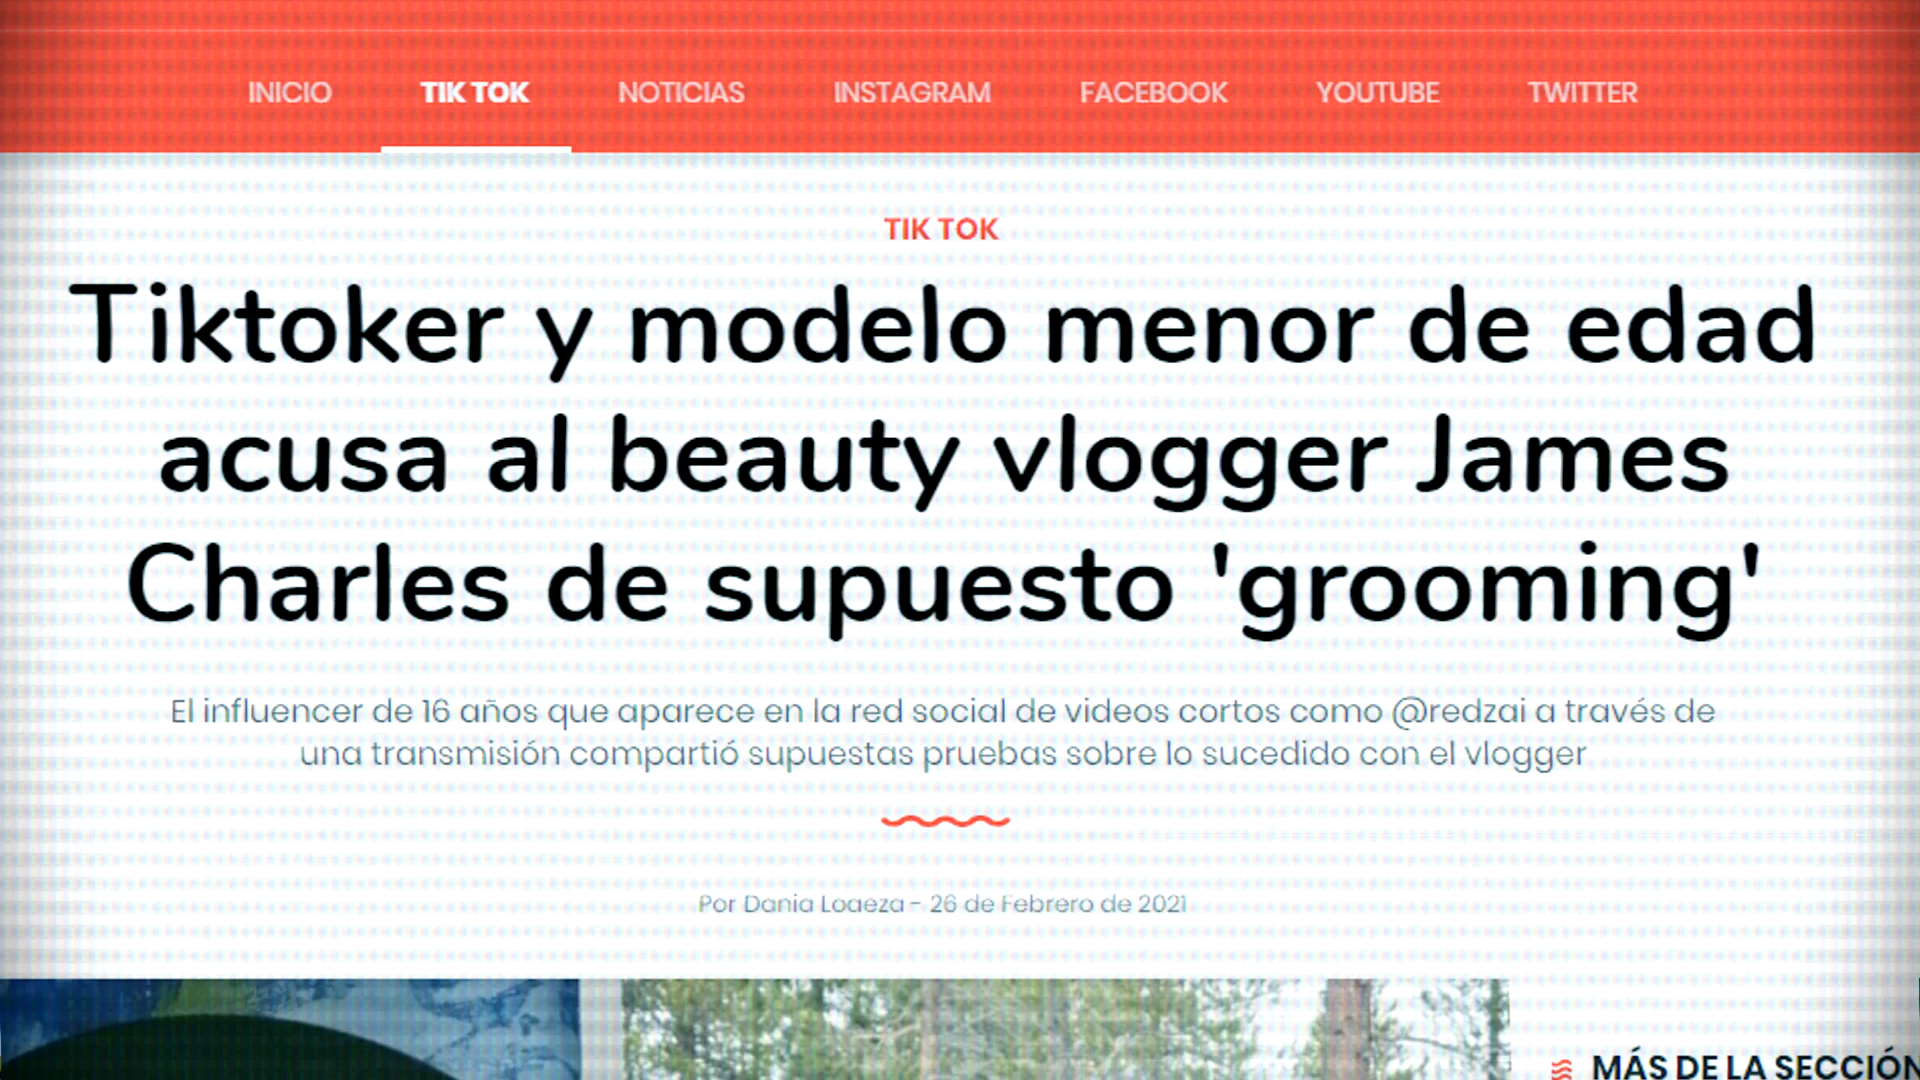 INICIO TIK TOK NOTICIAS INSTAGRAM FACEBOOK YOUTUBE TWITTER
TIK TOK
Tiktoker y modelo menor de edad
acusa al beauty vlogger James
Charles de supuesto 'grooming'
El influencer de 16 años que aparece en la red social de videos cortos como @redzai a través de
una transmisión compartió supuestas pruebas sobre lo sucedido con el vlogger
Por Dania Loaeza - 26 de Febrero de 2021
MÁS DE LA SECCIÓN